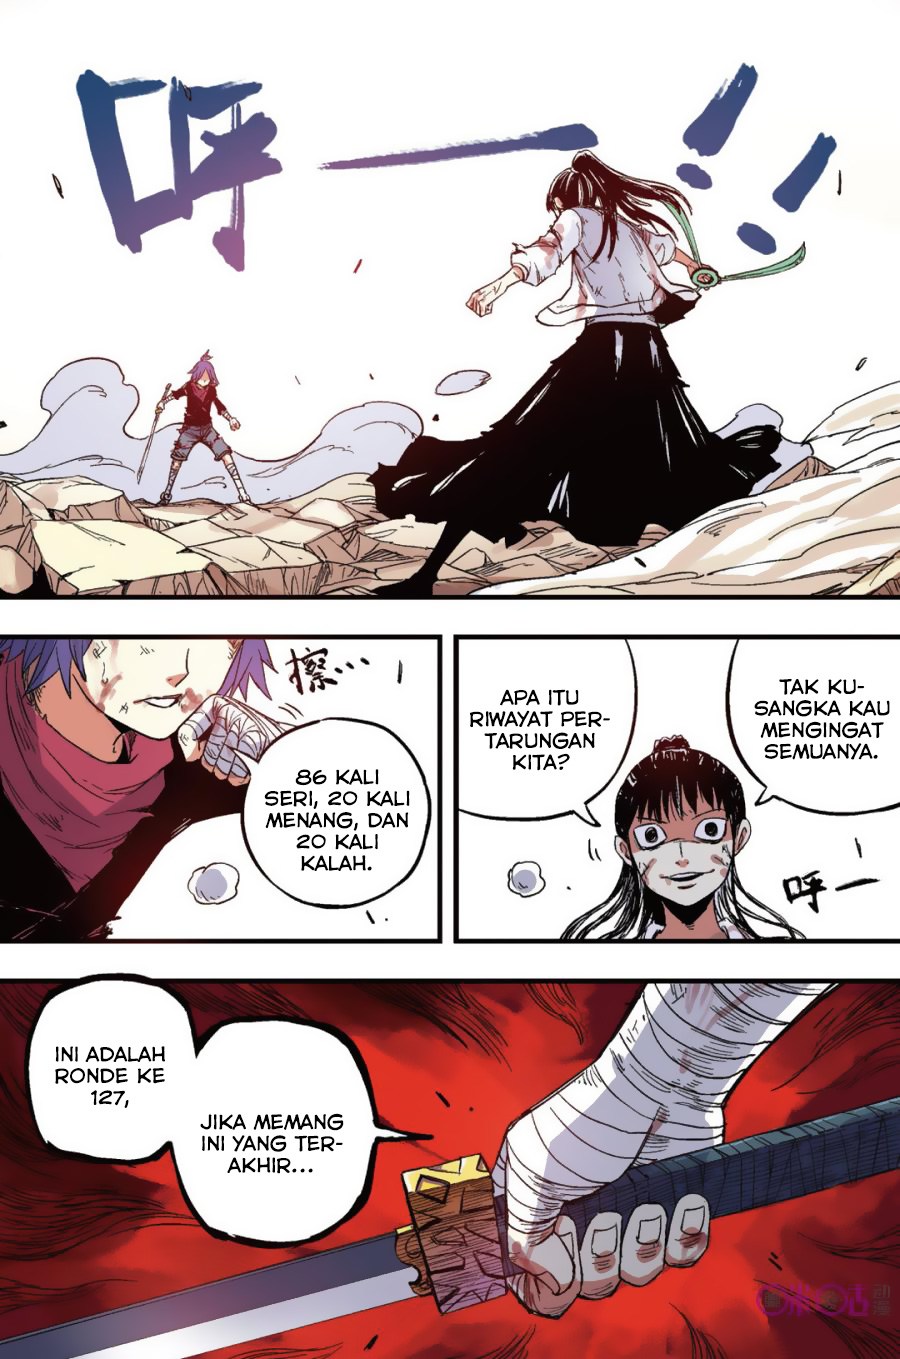 呼一!!
擦…
86 KALI
SERI, 20 KALI
MENANG, DAN
20 KALI
KALAH.
APA ITU
RIWAYAT PER-
TARUNGAN
KITA?
TAK KU-
SANGKA KAU
MENGINGAT
SEMUANYA.
呼一
INI ADALAH
RONDE KE
127,
JIKA MEMANG
INI YANG TER-
AKHIR...